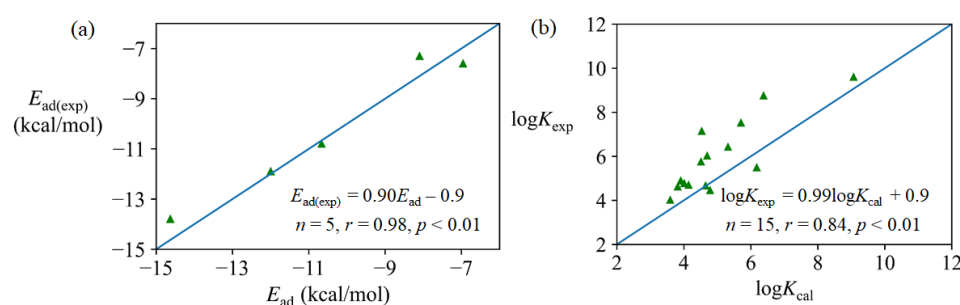 (a)
−7
−9
−11
−13
−15
E_ad(exp)
(kcal/mol)
E_ad(exp) = 0.90E_ad − 0.9
n = 5, r = 0.98, p < 0.01
−15
−13
−11
−9
−7
E_ad (kcal/mol)
(b)
12
10
8
6
4
2
logK_exp
logK_exp = 0.99logK_cal + 0.9
n = 15, r = 0.84, p < 0.01
2
4
6
8
10
12
logK_cal